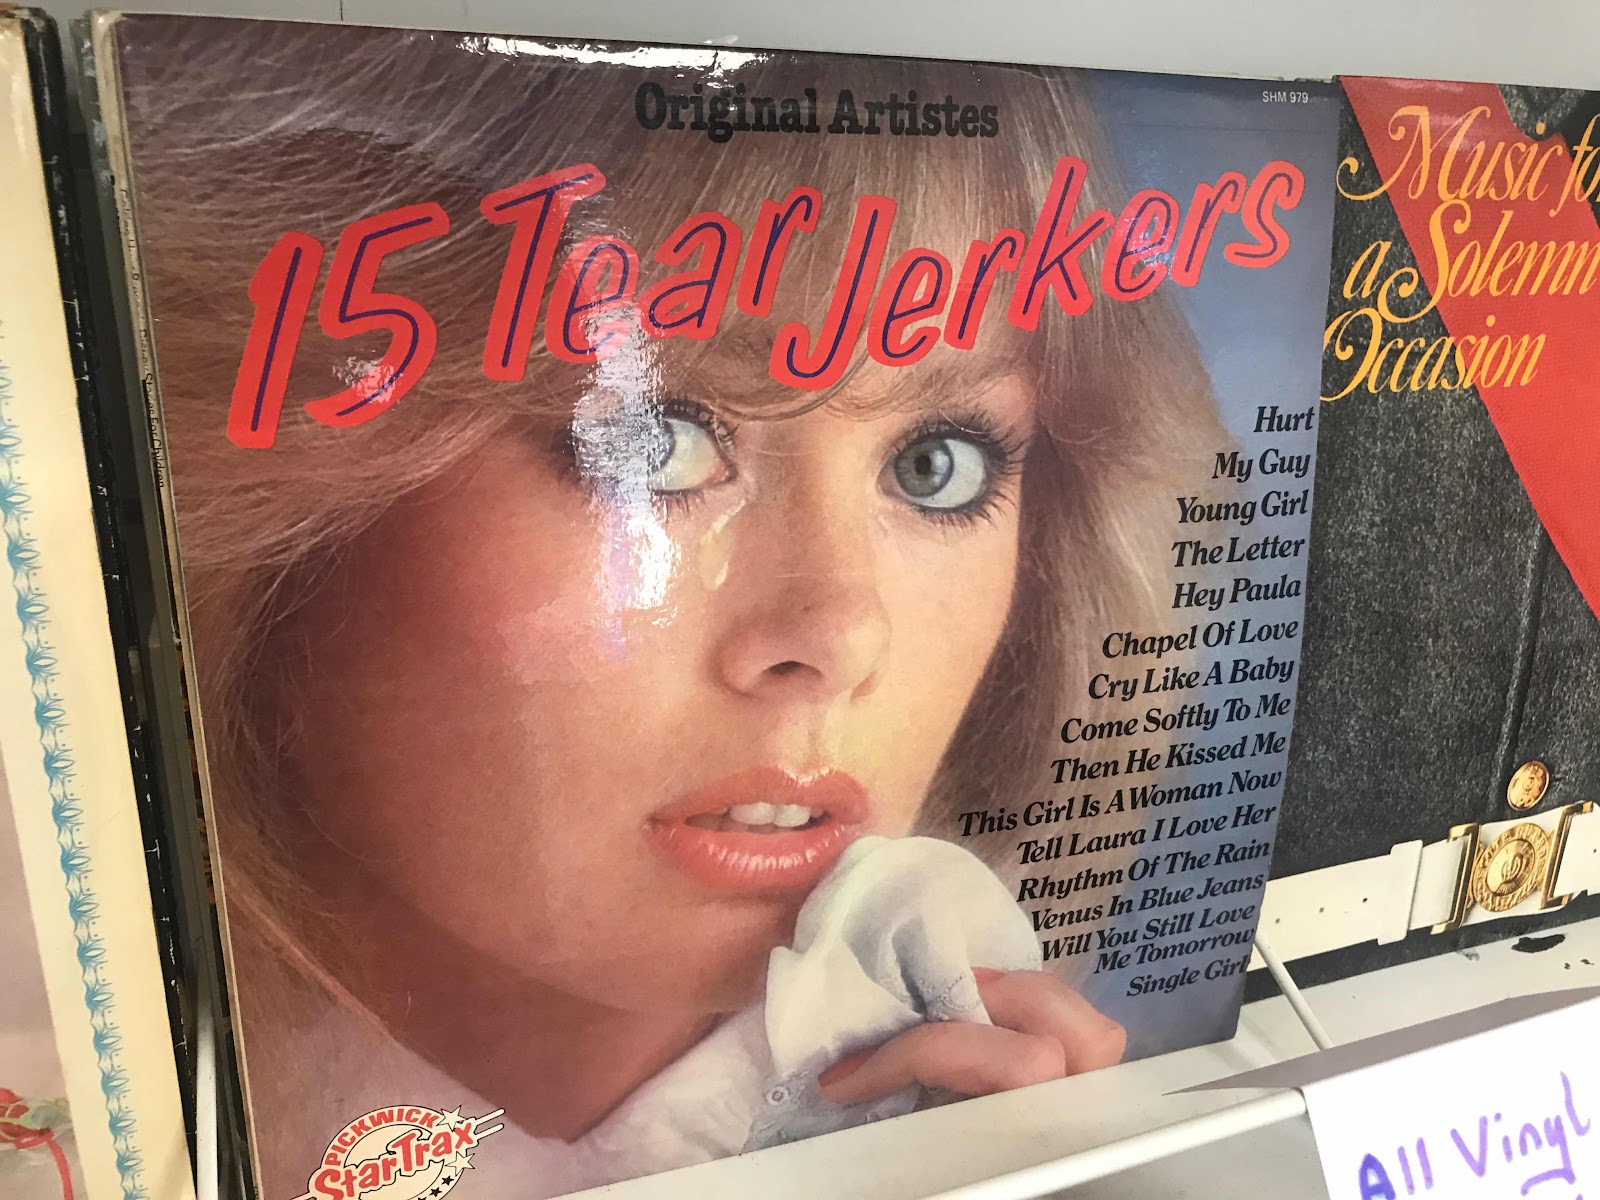 Original Artistes
SHM 979
15 Tear Jerkers
Hurt
My Guy
Young Girl
The Letter
Hey Paula
Chapel Of Love
Cry Like A Baby
Come Softly To Me
Then He Kissed Me
This Girl Is A Woman Now
Tell Laura I Love Her
Rhythm Of The Rain
Venus In Blue Jeans
Will You Still Love
Me Tomorrow
Single Girl
PICKWICK
Star Trax
Music fo
a Solemn
Occasion
All Vinyl